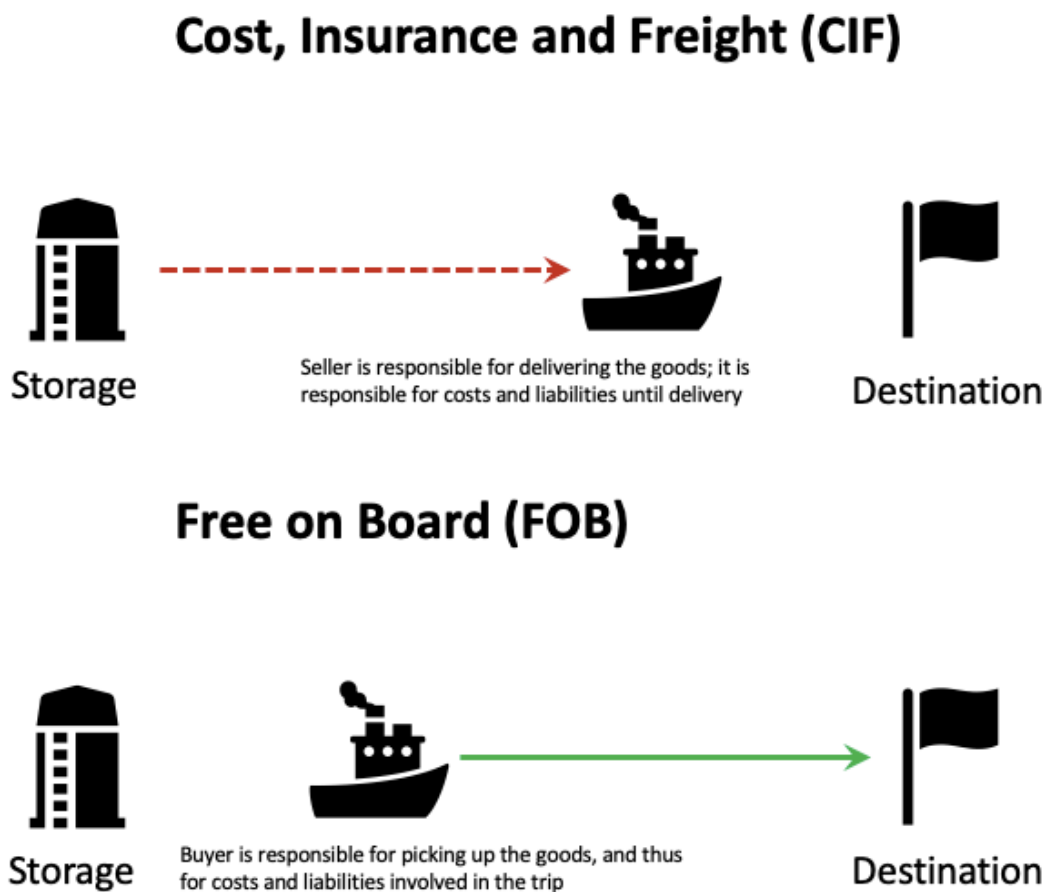 Cost, Insurance and Freight (CIF)
Storage
Seller is responsible for delivering the goods; it is
responsible for costs and liabilities until delivery
Destination
Free on Board (FOB)
Storage
Buyer is responsible for picking up the goods, and thus
for costs and liabilities involved in the trip
Destination